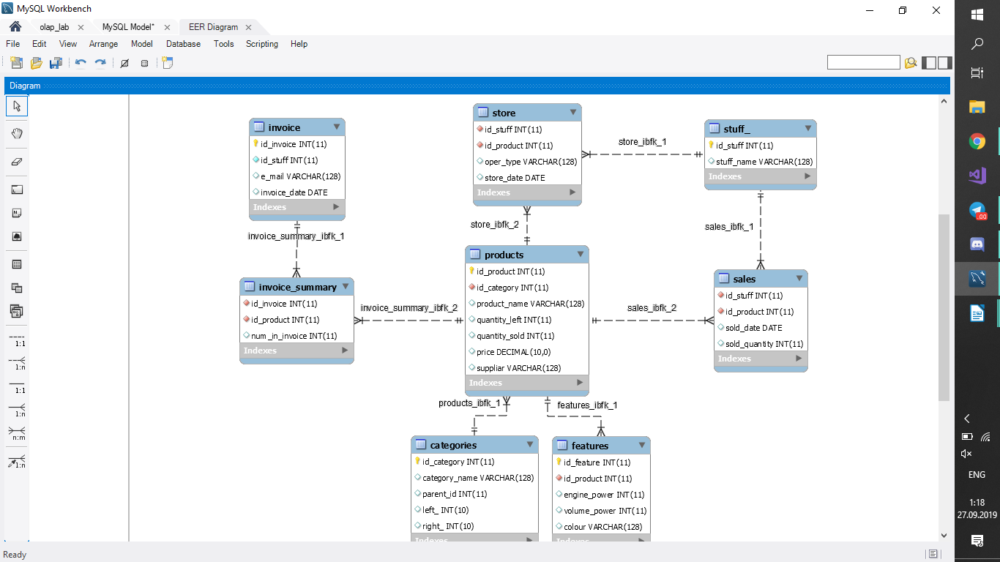 MySQL Workbench
olap_lab
MySQL Model*
EER Diagram
File Edit View Arrange Model Database Tools Scripting Help
Diagram
invoice
id_invoice INT(11)
id_stuff INT(11)
e_mail VARCHAR(128)
invoice_date DATE
Indexes
store
id_stuff INT(11)
id_product INT(11)
oper_type VARCHAR(128)
store_date DATE
Indexes
store_ibfk_1
stuff_
id_stuff INT(11)
stuff_name VARCHAR(128)
Indexes
invoice_summary_ibfk_1
store_ibfk_2
sales_ibfk_1
invoice_summary
id_invoice INT(11)
id_product INT(11)
num_in_invoice INT(11)
Indexes
invoice_summary_ibfk_2
products
id_product INT(11)
id_category INT(11)
product_name VARCHAR(128)
quantity_left INT(11)
quantity_sold INT(11)
price DECIMAL(10,0)
suppliar VARCHAR(128)
Indexes
sales_ibfk_2
sales
id_stuff INT(11)
id_product INT(11)
sold_date DATE
sold_quantity INT(11)
Indexes
products_ibfk_1
features_ibfk_1
categories
id_category INT(11)
category_name VARCHAR(128)
parent_id INT(11)
left_ INT(10)
right_ INT(10)
Indexes
features
id_feature INT(11)
id_product INT(11)
engine_power INT(11)
volume_power INT(11)
colour VARCHAR(128)
Indexes
1:1
1:n
1:1
1:n
n:m
1:n
Ready
.00
ENG
1:18
27.09.2019